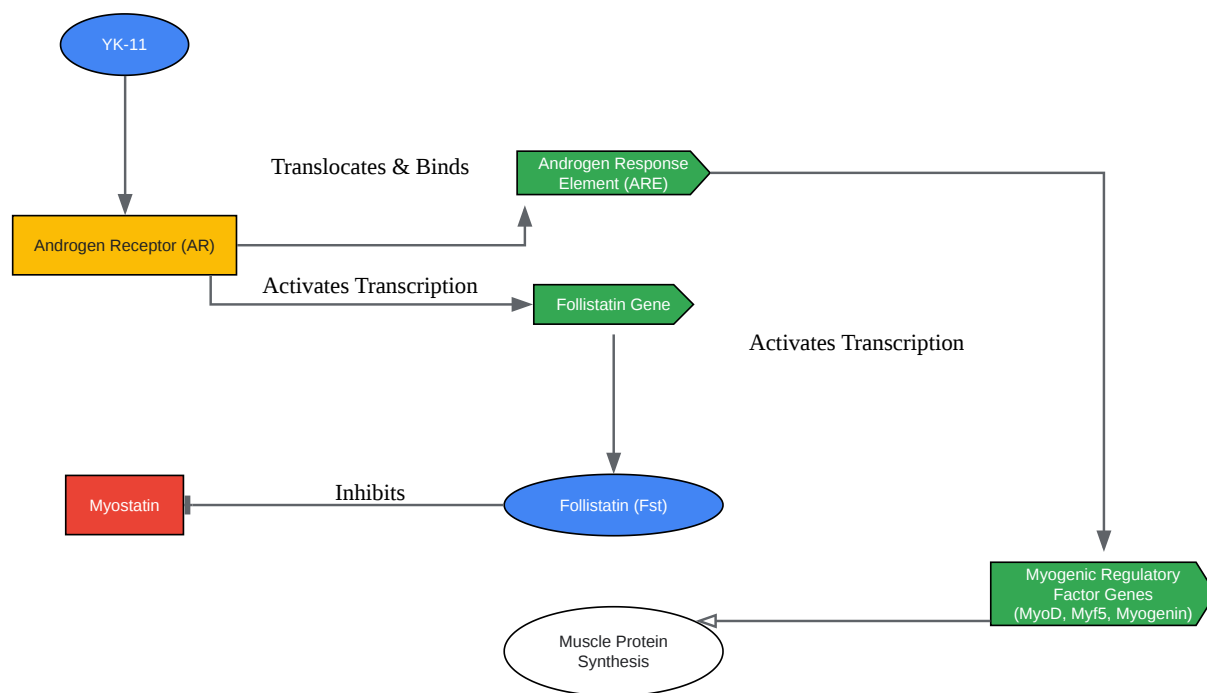 YK-11
Translocates & Binds
Androgen Response
Element (ARE)
Androgen Receptor (AR)
Activates Transcription
Follistatin Gene
Activates Transcription
Inhibits
Myostatin
Follistatin (Fst)
Myogenic Regulatory
Factor Genes
(MyoD, Myf5, Myogenin)
Muscle Protein
Synthesis